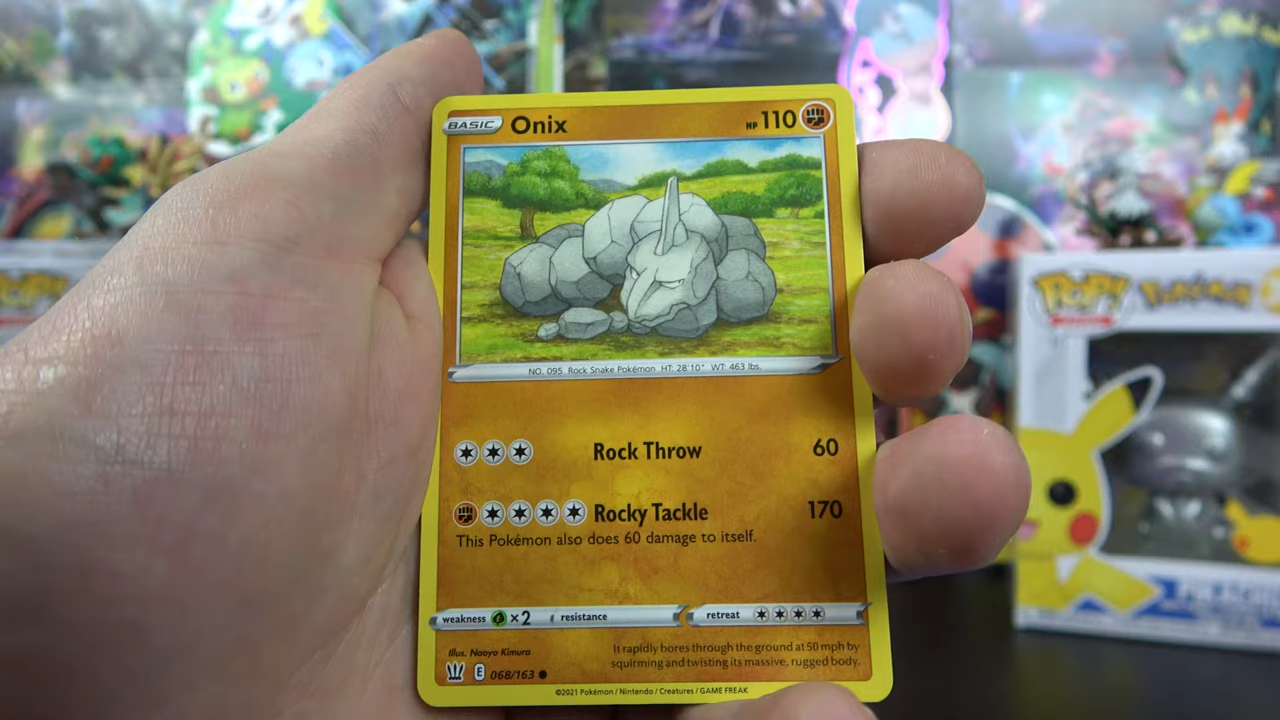 BASIC Onix HP 110
NO. 095 Rock Snake Pokémon HT: 28'10" WT: 463 lbs.
Rock Throw 60
Rocky Tackle 170
This Pokémon also does 60 damage to itself.
weakness ×2 resistance retreat
Illus. Naoyo Kimura
It rapidly bores through the ground at 50 mph by
squirming and twisting its massive, rugged body.
E 068/163
©2021 Pokémon / Nintendo / Creatures / GAME FREAK
POP! Pokémon